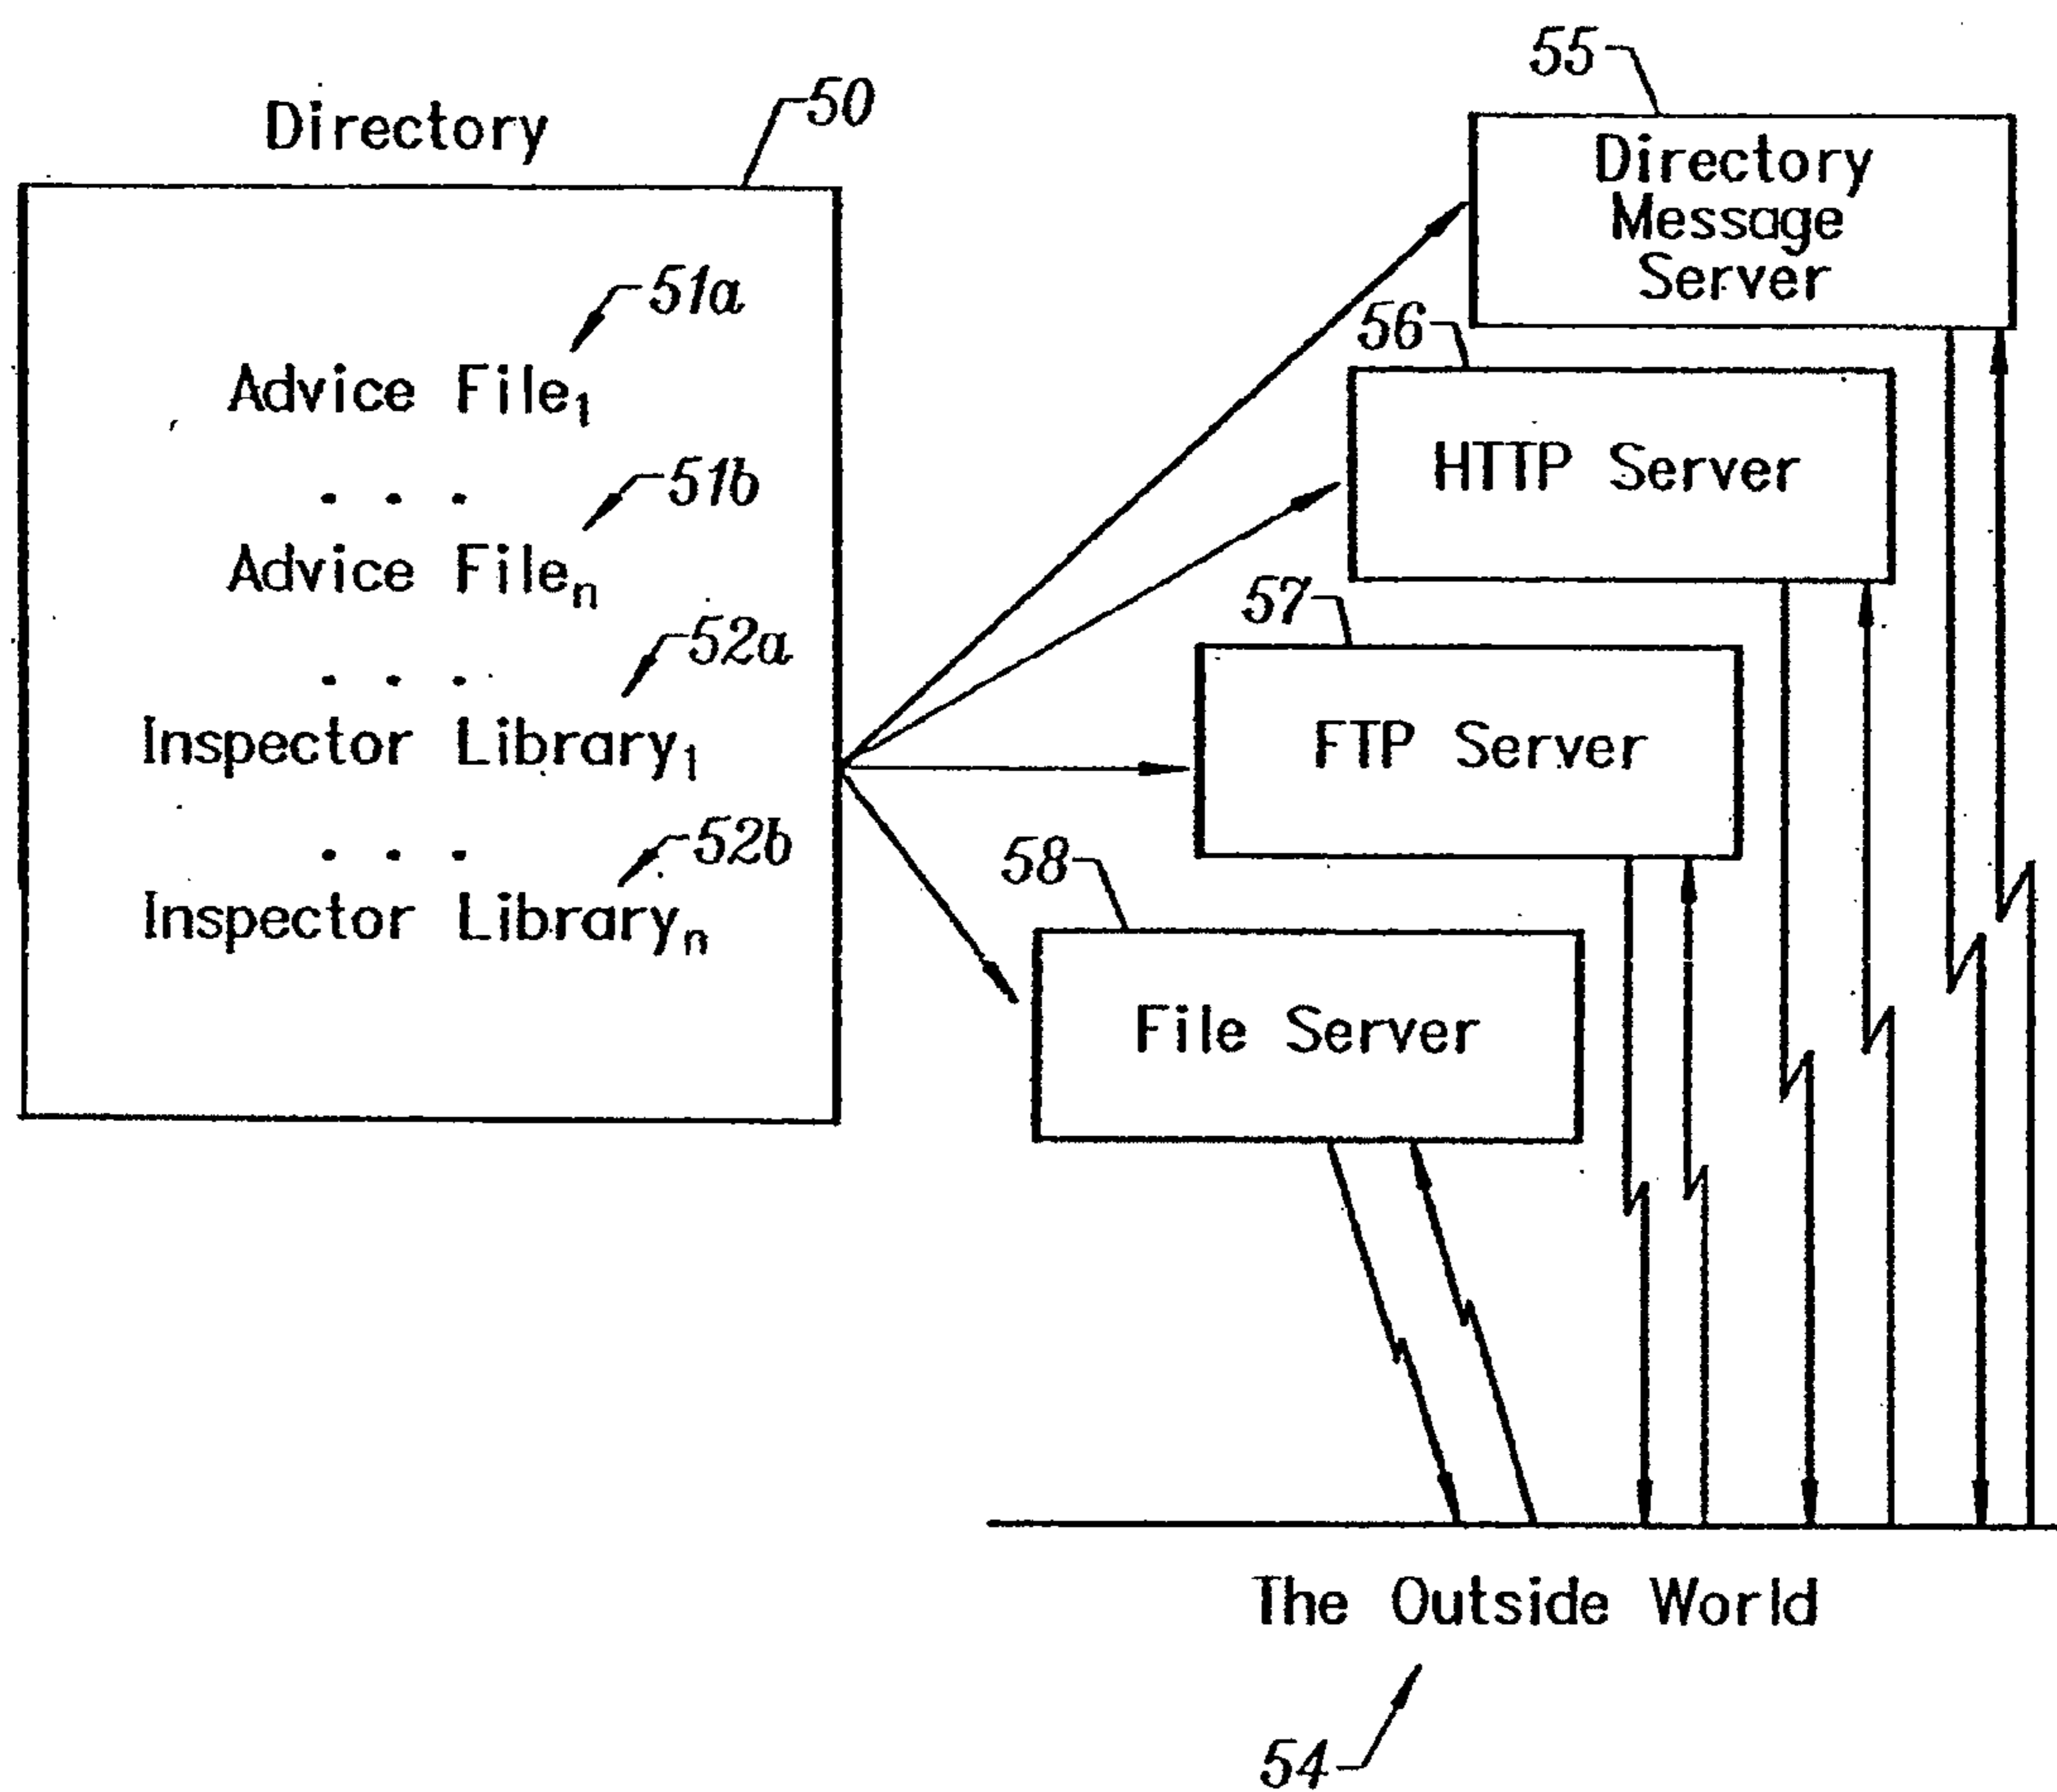 Directory
50
51a
Advice File1
. . .
51b
Advice Filen
. . .
52a
Inspector Library1
. . .
52b
Inspector Libraryn
55
Directory
Message
Server
56
HTTP Server
57
FTP Server
58
File Server
The Outside World
54